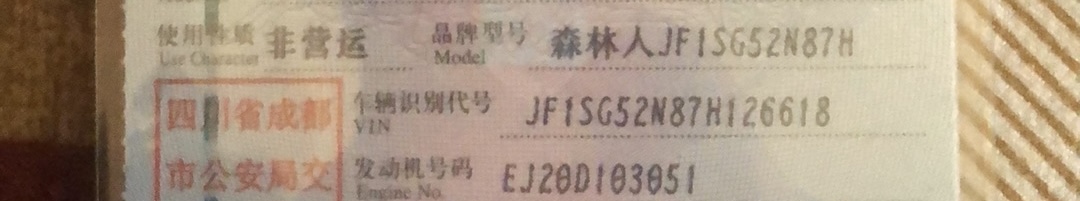 使用性质 非营运 品牌型号 森林人JF1SG52N87H
Use Character Model
四川省成都 车辆识别代号 JF1SG52N87H126618
VIN
市公安局交 发动机号码 EJ20D103051
Engine No.